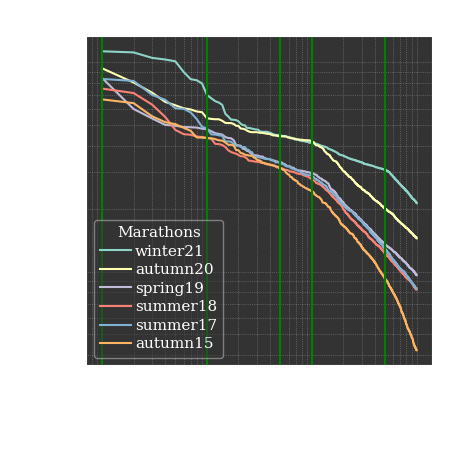 Marathons
winter21
autumn20
spring19
summer18
summer17
autumn15